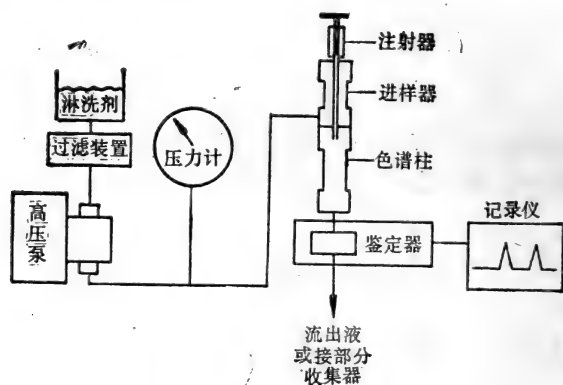 注射器
进样器
色谱柱
淋洗剂
过滤装置
压力计
高压泵
鉴定器
记录仪
流出液
或接部分
收集器